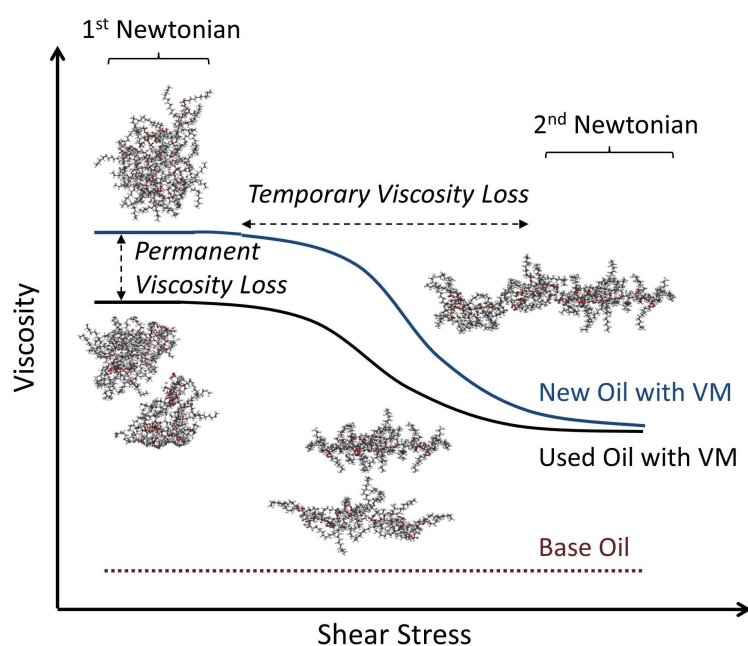 1st Newtonian
2nd Newtonian
Temporary Viscosity Loss
Permanent
Viscosity Loss
Viscosity
New Oil with VM
Used Oil with VM
Base Oil
Shear Stress